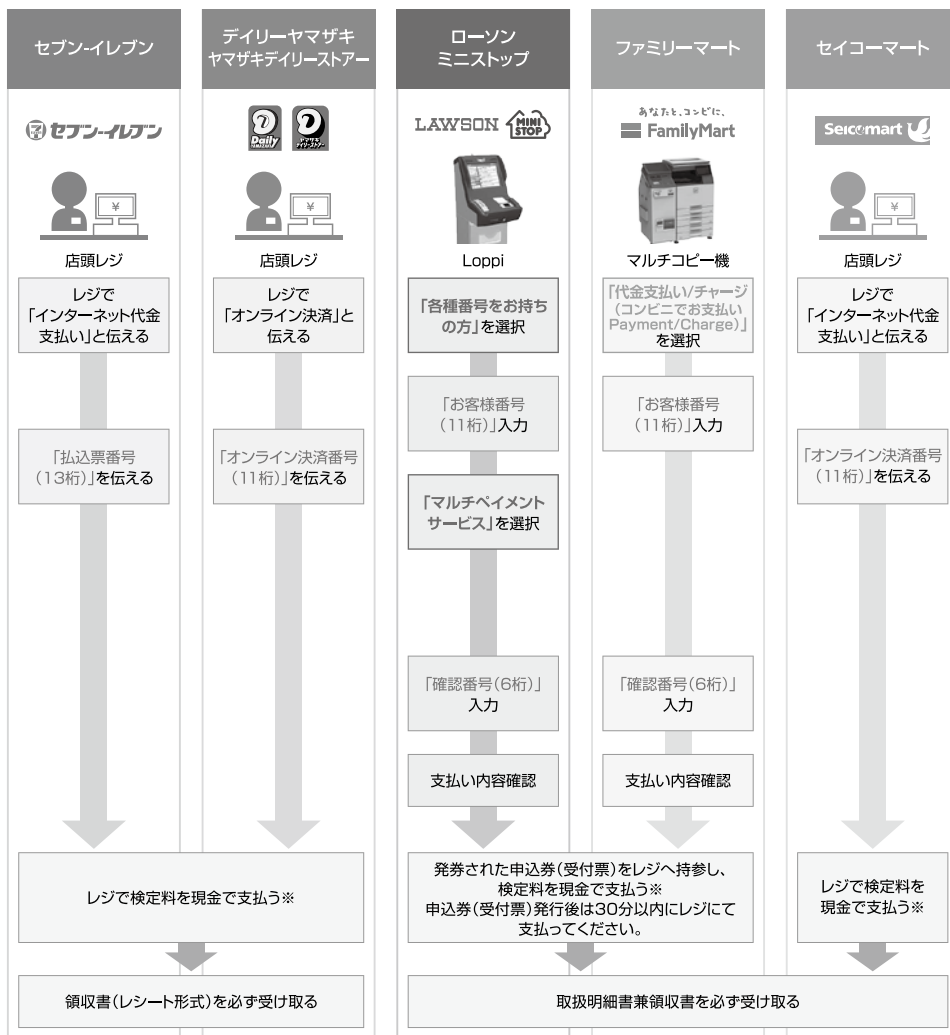 セブン-イレブン
デイリーヤマザキ
ヤマザキデイリーストアー
ローソン
ミニストップ
ファミリーマート
セイコーマート
セブン-イレブン
Daily
YAMAZAKI
ヤマザキ
デイリーストアー
LAWSON
MINI
STOP
あなたと、コンビに、
FamilyMart
Seicomart
¥
¥
¥
店頭レジ
店頭レジ
Loppi
マルチコピー機
店頭レジ
レジで
「インターネット代金
支払い」と伝える
レジで
「オンライン決済」と
伝える
「各種番号をお持ち
の方」を選択
「代金支払い/チャージ
(コンビニでお支払い
Payment/Charge)」
を選択
レジで
「インターネット代金
支払い」と伝える
「お客様番号
(11桁)」入力
「お客様番号
(11桁)」入力
「払込票番号
(13桁)」を伝える
「オンライン決済番号
(11桁)」を伝える
「マルチペイメント
サービス」を選択
「オンライン決済番号
(11桁)」を伝える
「確認番号(6桁)」
入力
「確認番号(6桁)」
入力
支払い内容確認
支払い内容確認
レジで検定料を現金で支払う※
発券された申込券(受付票)をレジへ持参し、
検定料を現金で支払う※
申込券(受付票)発行後は30分以内にレジにて
支払ってください。
レジで検定料を
現金で支払う※
領収書(レシート形式)を必ず受け取る
取扱明細書兼領収書を必ず受け取る